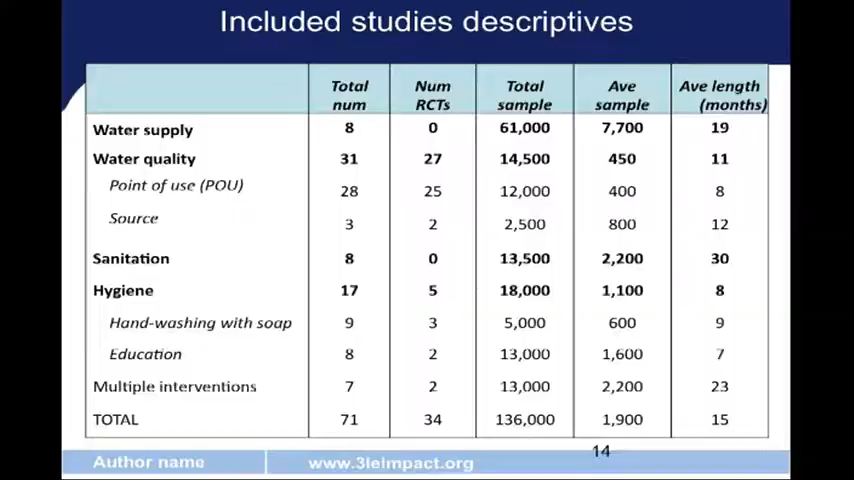 Included studies descriptives
Total num Num RCTs Total sample Ave sample Ave length (months)
Water supply 8 0 61,000 7,700 19
Water quality 31 27 14,500 450 11
Point of use (POU) 28 25 12,000 400 8
Source 3 2 2,500 800 12
Sanitation 8 0 13,500 2,200 30
Hygiene 17 5 18,000 1,100 8
Hand-washing with soap 9 3 5,000 600 9
Education 8 2 13,000 1,600 7
Multiple interventions 7 2 13,000 2,200 23
TOTAL 71 34 136,000 1,900 15
14
Author name www.3ieimpact.org